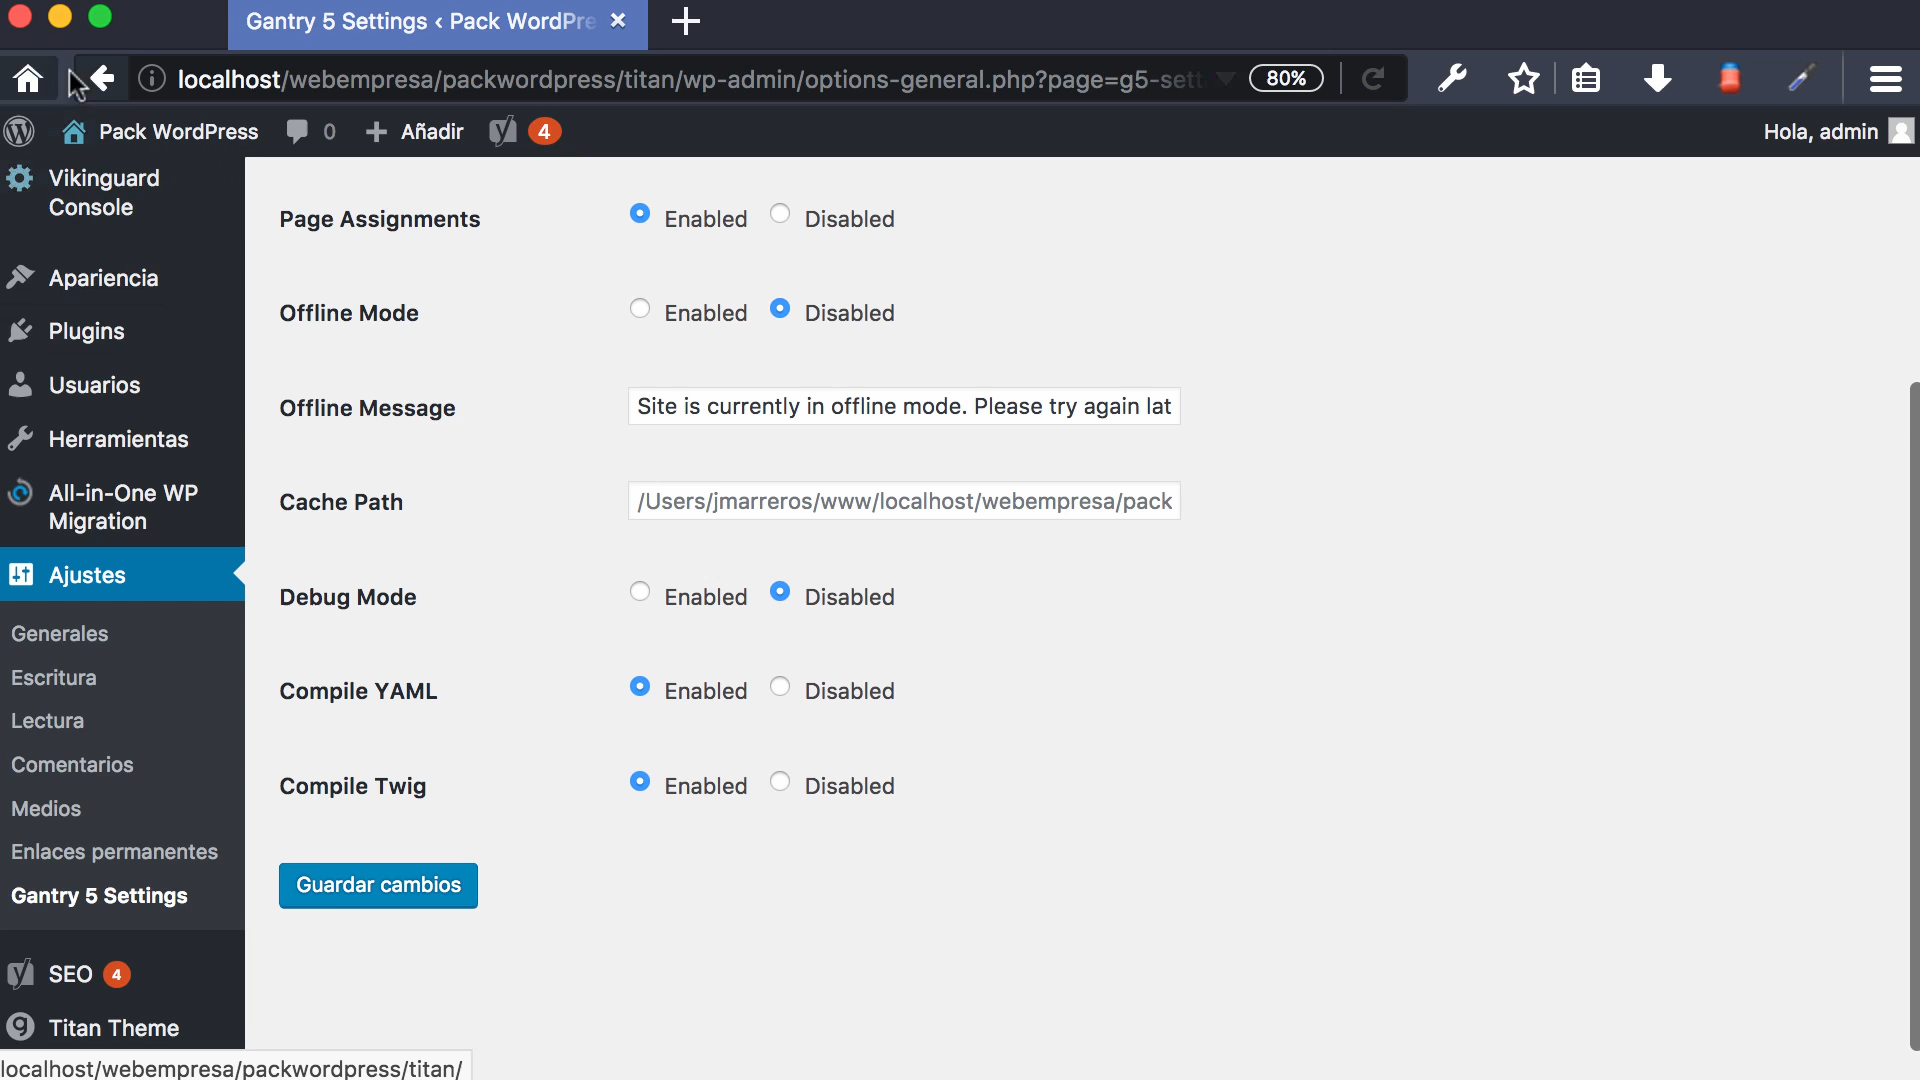 Gantry 5 Settings ‹ Pack WordPre
localhost/webempresa/packwordpress/titan/wp-admin/options-general.php?page=g5-sett
80%
Pack WordPress
0
Añadir
4
Hola, admin
Vikinguard
Console
Apariencia
Plugins
Usuarios
Herramientas
All-in-One WP
Migration
Ajustes
Generales
Escritura
Lectura
Comentarios
Medios
Enlaces permanentes
Gantry 5 Settings
SEO 4
Titan Theme
Page Assignments Enabled Disabled
Offline Mode Enabled Disabled
Offline Message Site is currently in offline mode. Please try again lat
Cache Path /Users/jmarreros/www/localhost/webempresa/pack
Debug Mode Enabled Disabled
Compile YAML Enabled Disabled
Compile Twig Enabled Disabled
Guardar cambios
localhost/webempresa/packwordpress/titan/